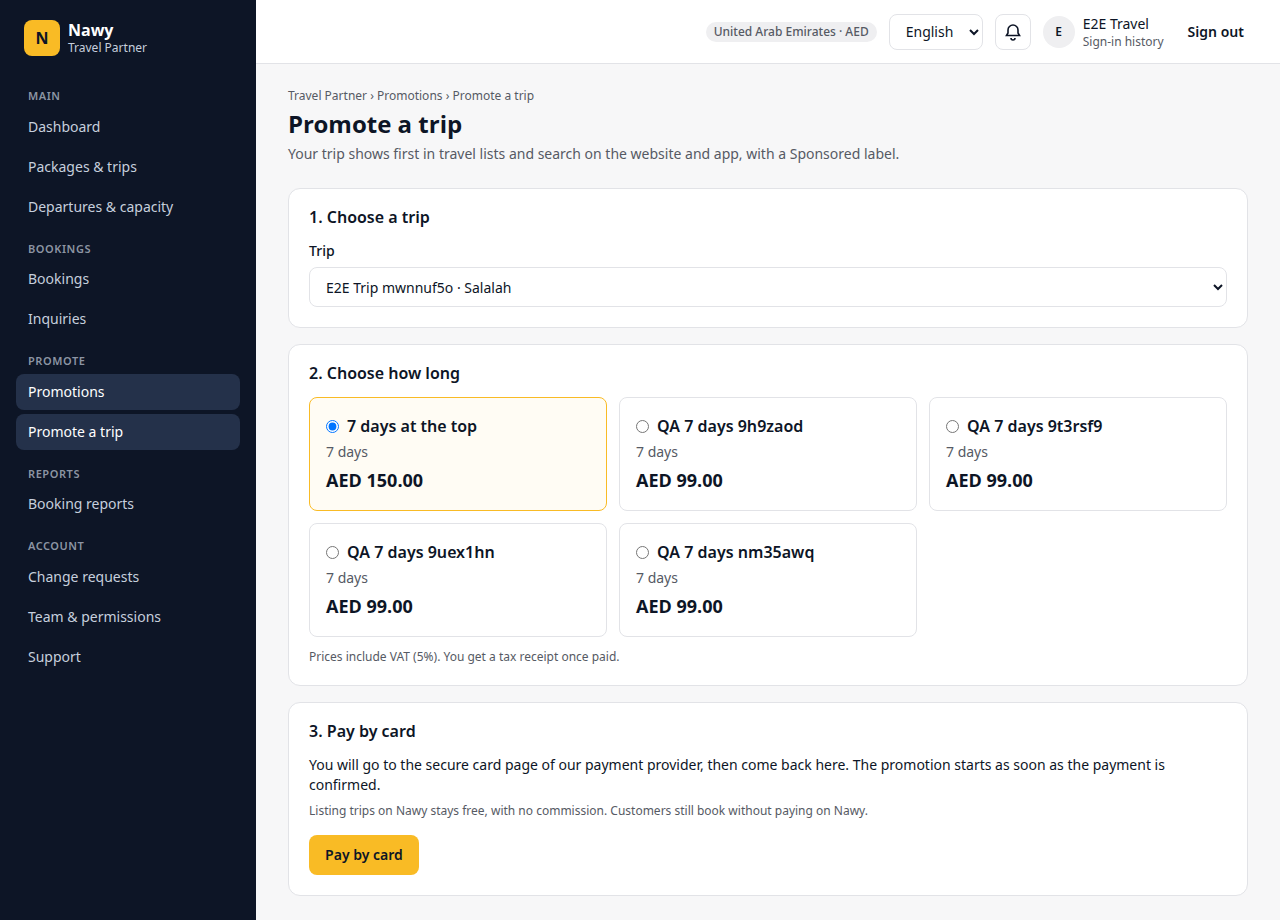 N
Nawy
Travel Partner
MAIN
Dashboard
Packages & trips
Departures & capacity
BOOKINGS
Bookings
Inquiries
PROMOTE
Promotions
Promote a trip
REPORTS
Booking reports
ACCOUNT
Change requests
Team & permissions
Support
United Arab Emirates · AED
English
E
E2E Travel
Sign-in history
Sign out
Travel Partner › Promotions › Promote a trip
Promote a trip
Your trip shows first in travel lists and search on the website and app, with a Sponsored label.
1. Choose a trip
Trip
E2E Trip mwnnuf5o · Salalah
2. Choose how long
7 days at the top
7 days
AED 150.00
QA 7 days 9h9zaod
7 days
AED 99.00
QA 7 days 9t3rsf9
7 days
AED 99.00
QA 7 days 9uex1hn
7 days
AED 99.00
QA 7 days nm35awq
7 days
AED 99.00
Prices include VAT (5%). You get a tax receipt once paid.
3. Pay by card
You will go to the secure card page of our payment provider, then come back here. The promotion starts as soon as the payment is
confirmed.
Listing trips on Nawy stays free, with no commission. Customers still book without paying on Nawy.
Pay by card